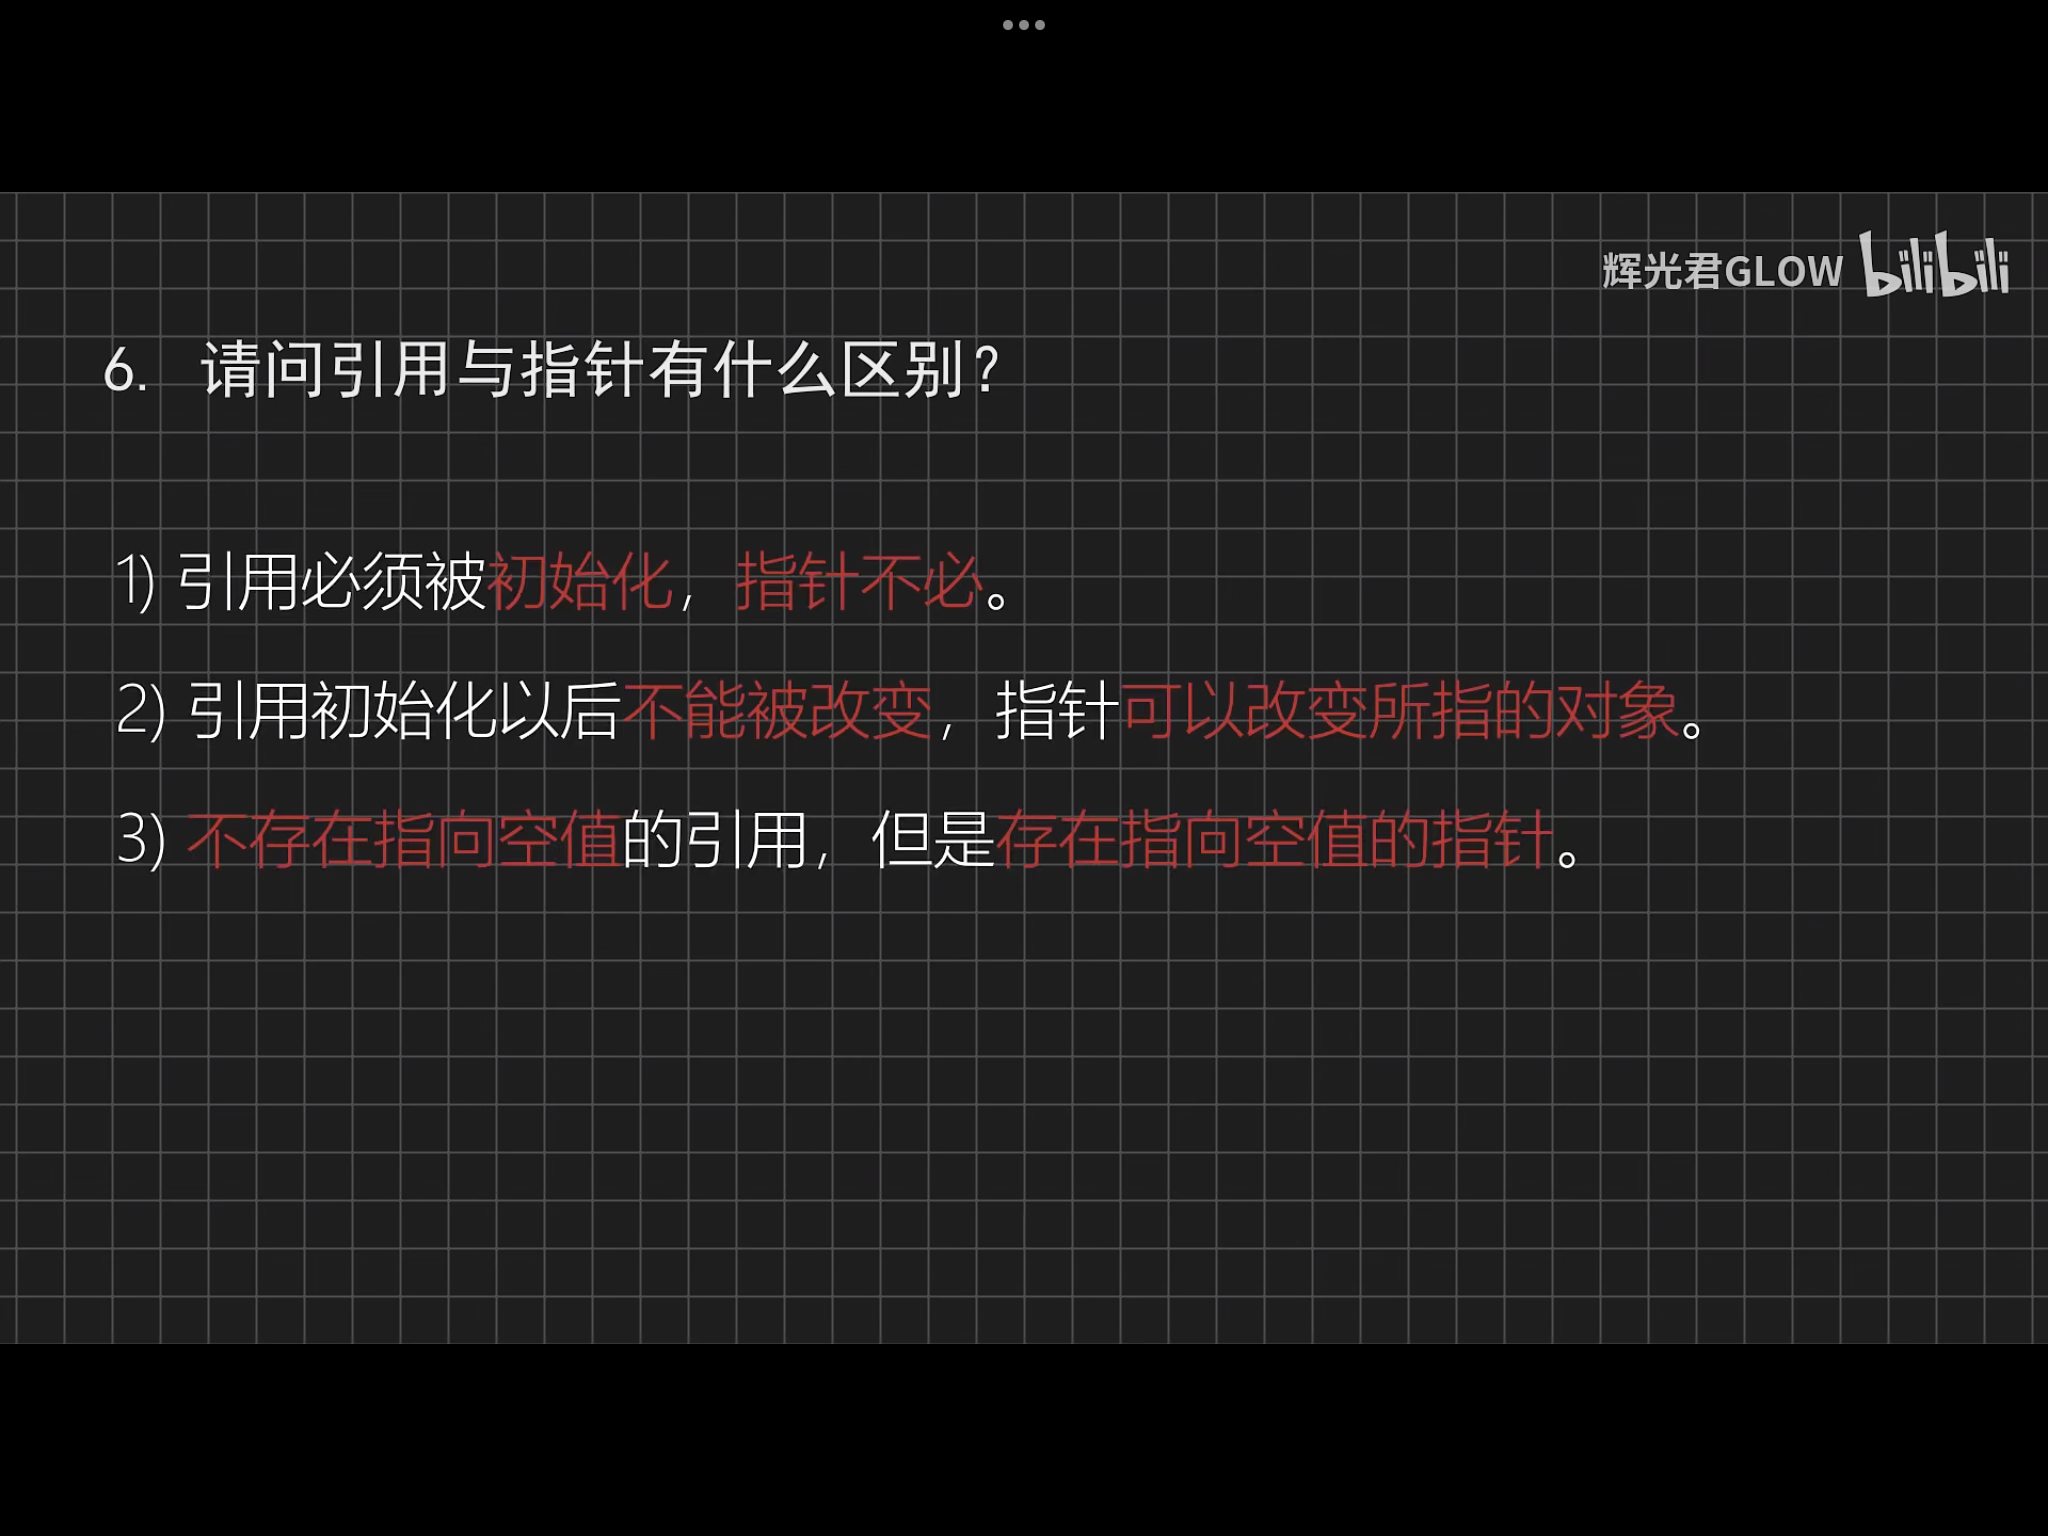 辉光君GLOW bilibili
6. 请问引用与指针有什么区别？
1) 引用必须被初始化，指针不必。
2) 引用初始化以后不能被改变，指针可以改变所指的对象。
3) 不存在指向空值的引用，但是存在指向空值的指针。